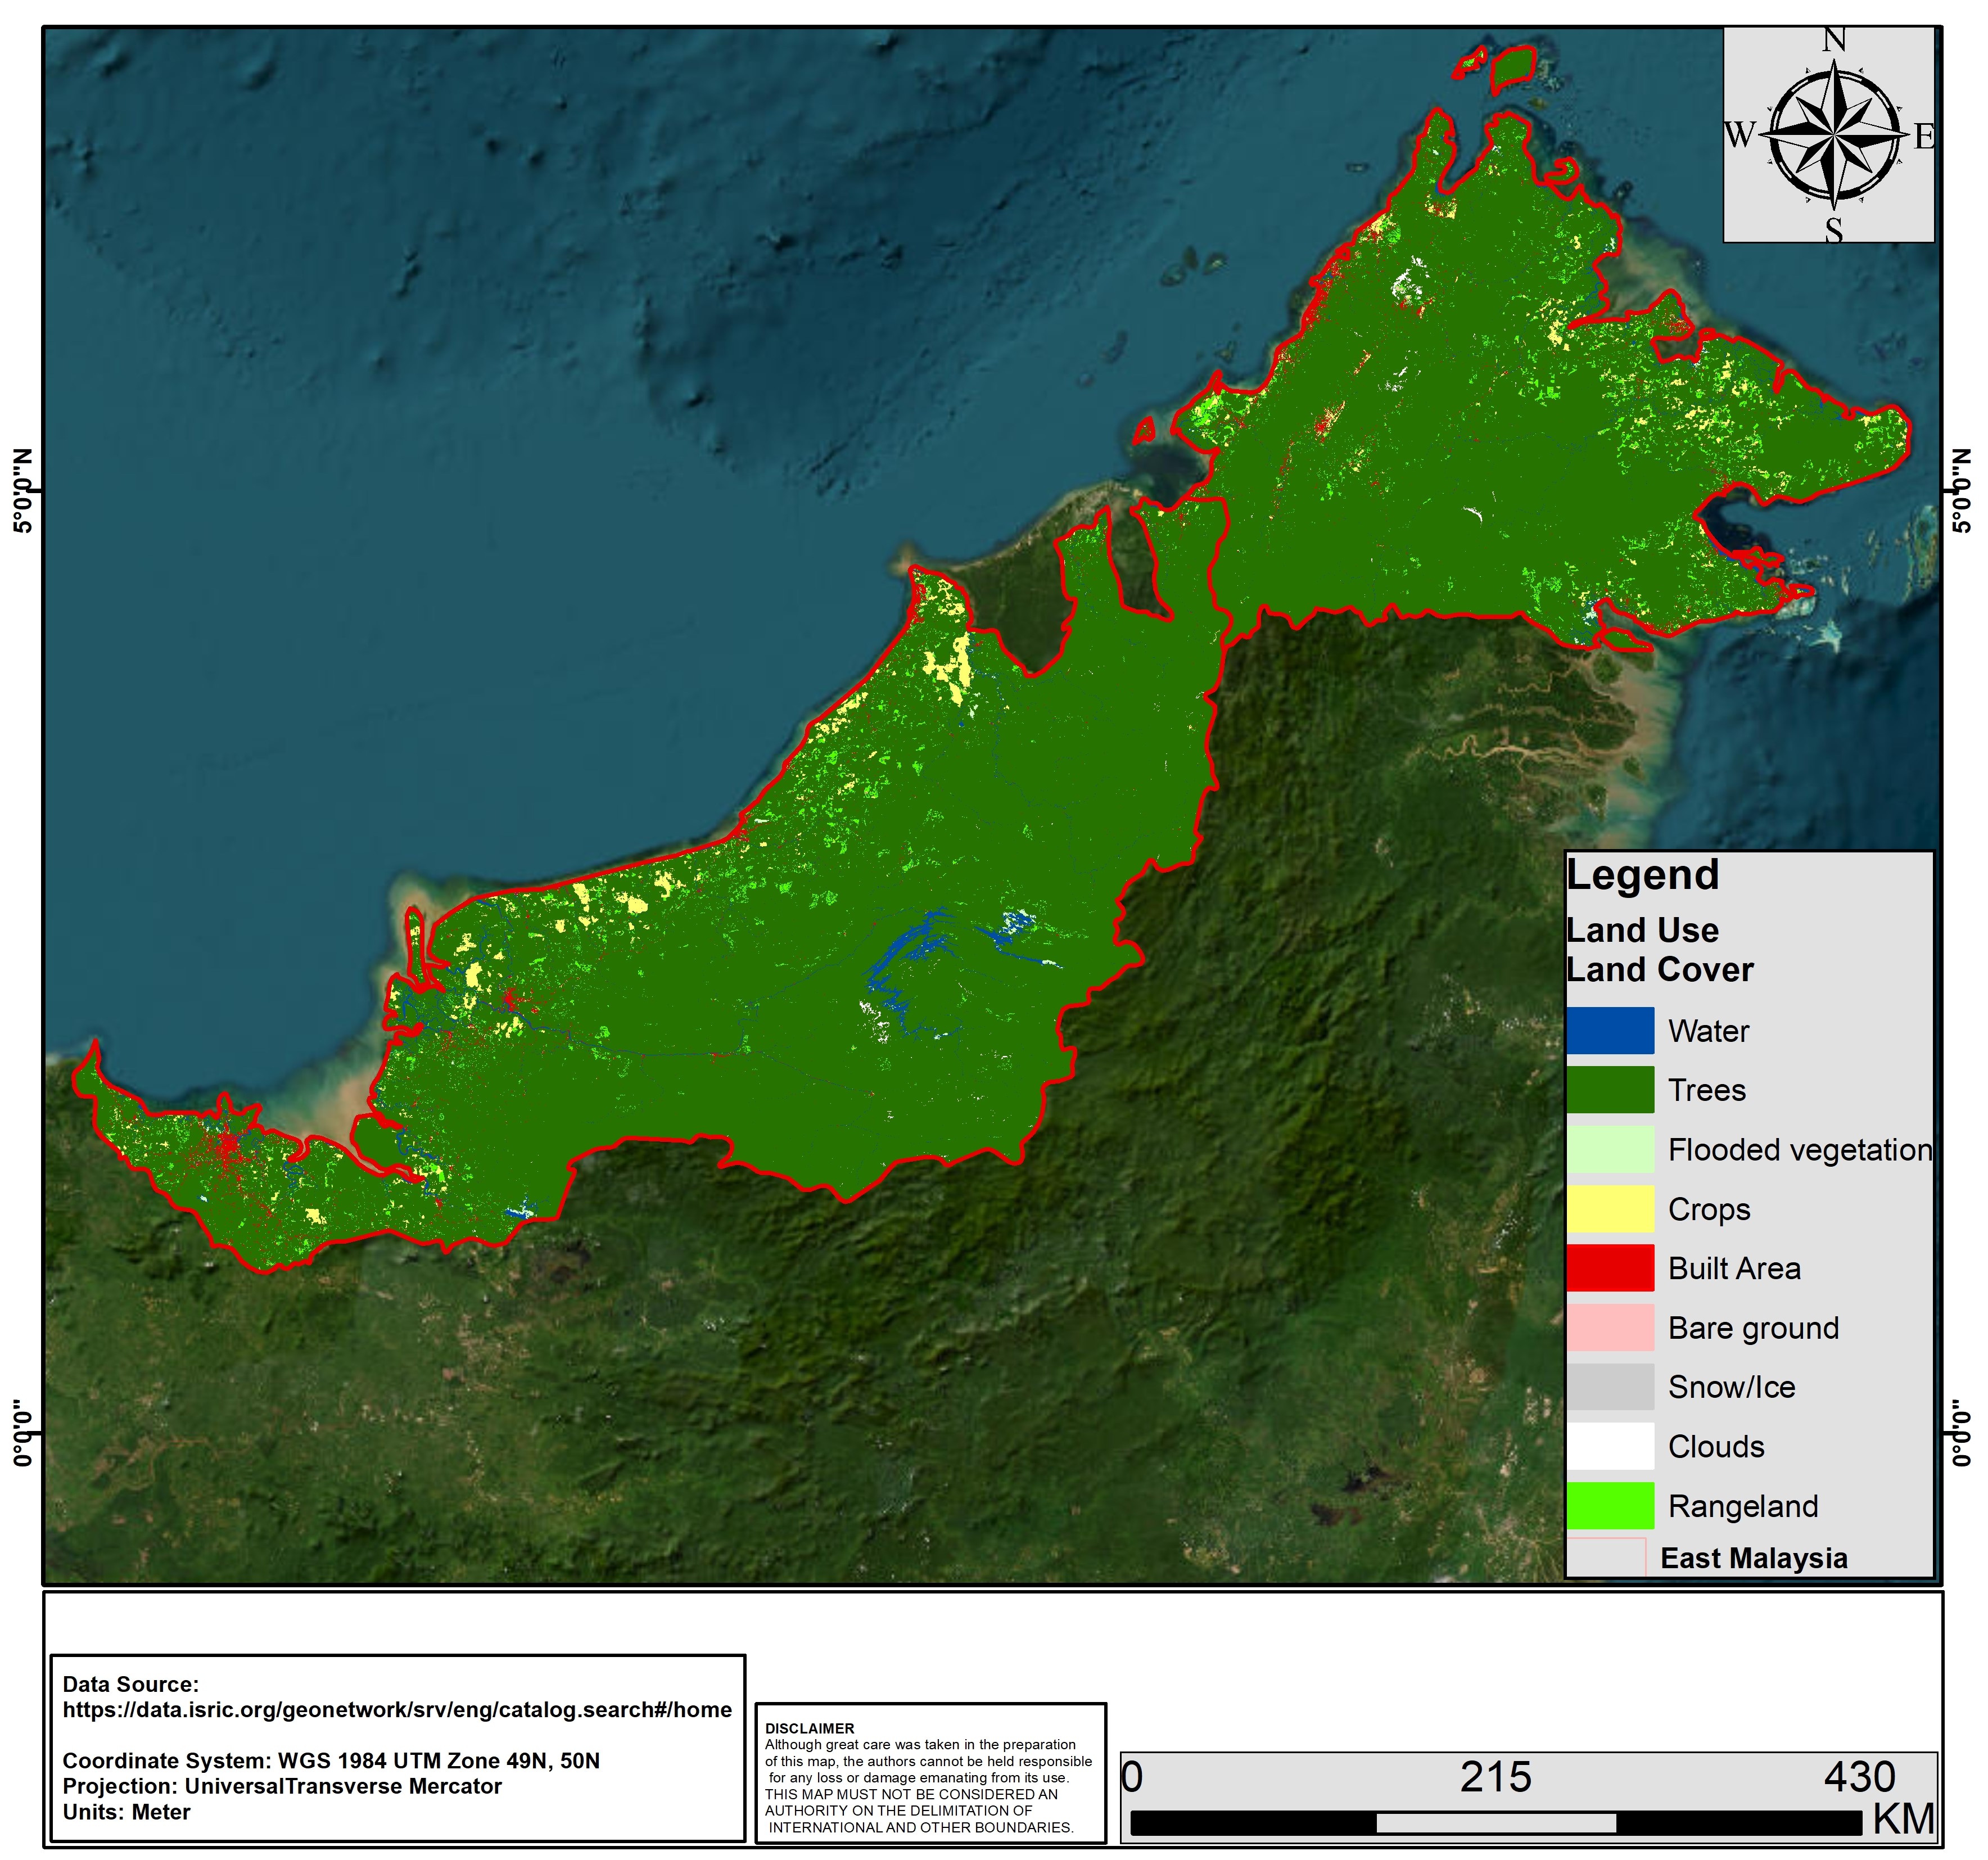 N
W E
S
5°0'0"N
5°0'0"N
Legend
Land Use
Land Cover
Water
Trees
Flooded vegetation
Crops
Built Area
Bare ground
Snow/Ice
Clouds
Rangeland
East Malaysia
0°0'0"
0°0'0"
Data Source:
https://data.isric.org/geonetwork/srv/eng/catalog.search#/home
Coordinate System: WGS 1984 UTM Zone 49N, 50N
Projection: UniversalTransverse Mercator
Units: Meter
DISCLAIMER
Although great care was taken in the preparation
of this map, the authors cannot be held responsible
for any loss or damage emanating from its use.
THIS MAP MUST NOT BE CONSIDERED AN
AUTHORITY ON THE DELIMITATION OF
INTERNATIONAL AND OTHER BOUNDARIES.
0 215 430
KM